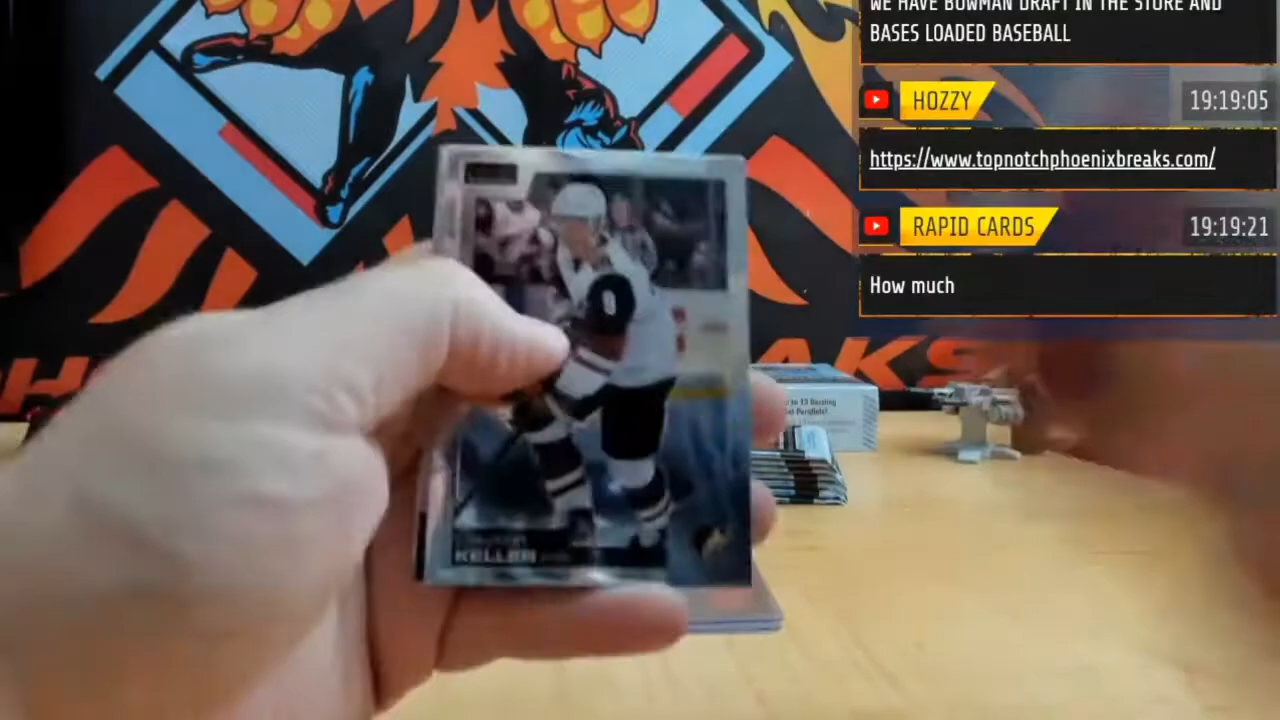 WE HAVE BOWMAN DRAFT IN THE STORE AND
BASES LOADED BASEBALL
HOZZY
19:19:05
https://www.topnotchphoenixbreaks.com/
RAPID CARDS
19:19:21
How much
AKS
KELLER